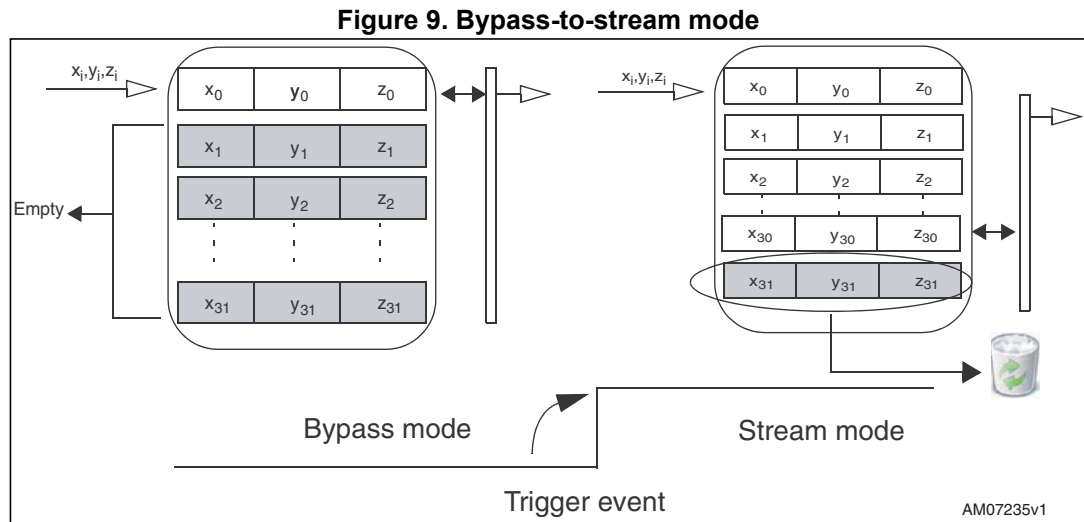 Figure 9. Bypass-to-stream mode
xᵢ,yᵢ,zᵢ
x₀ y₀ z₀
x₁ y₁ z₁
x₂ y₂ z₂
x₃₁ y₃₁ z₃₁
Empty
xᵢ,yᵢ,zᵢ
x₀ y₀ z₀
x₁ y₁ z₁
x₂ y₂ z₂
x₃₀ y₃₀ z₃₀
x₃₁ y₃₁ z₃₁
Bypass mode
Stream mode
Trigger event
AM07235v1